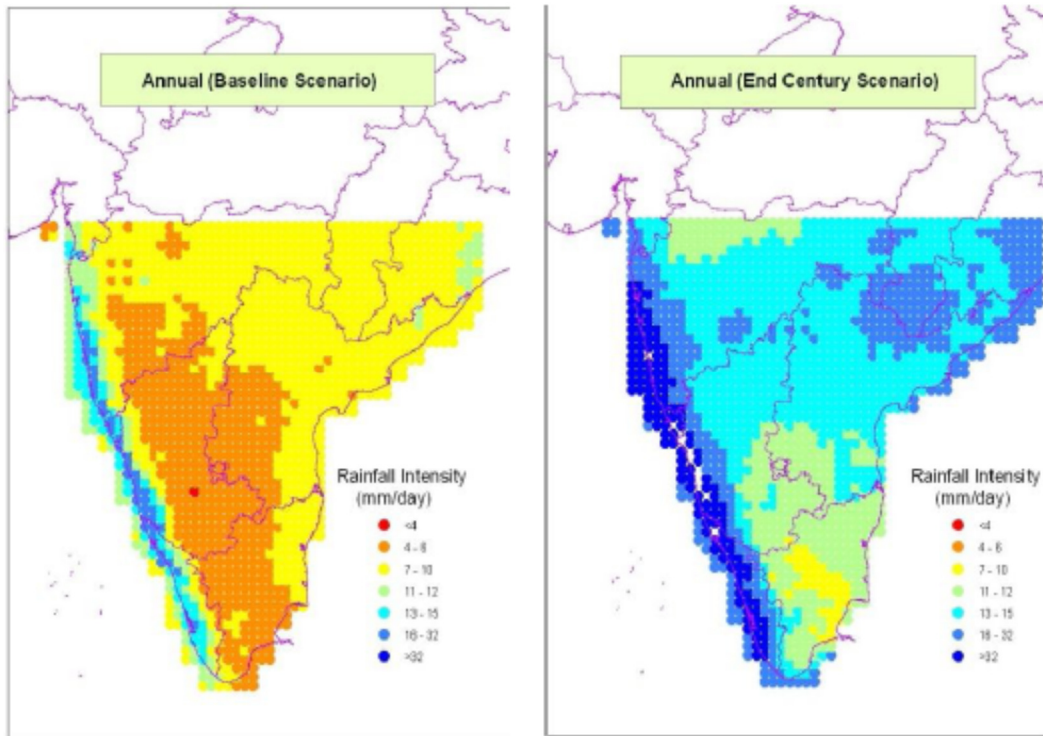 Annual (Baseline Scenario)
Rainfall Intensity
(mm/day)
<4
4 - 6
7 - 10
11 - 12
13 - 15
16 - 32
>32
Annual (End Century Scenario)
Rainfall Intensity
(mm/day)
<4
4 - 6
7 - 10
11 - 12
13 - 15
16 - 32
>32